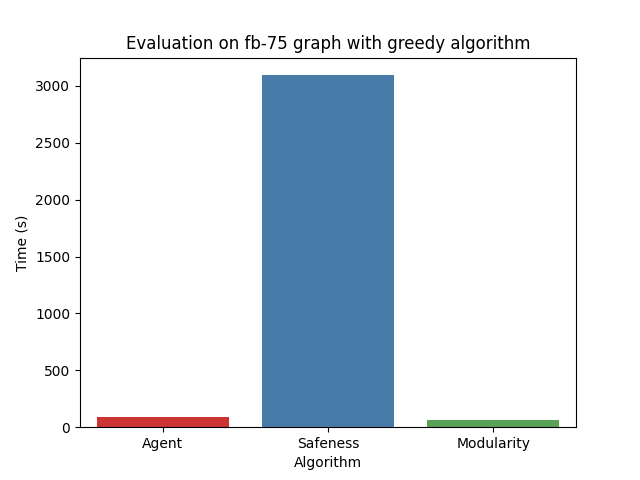 Evaluation on fb-75 graph with greedy algorithm
3000
2500
2000
1500
1000
500
0
Time (s)
Agent
Safeness
Modularity
Algorithm